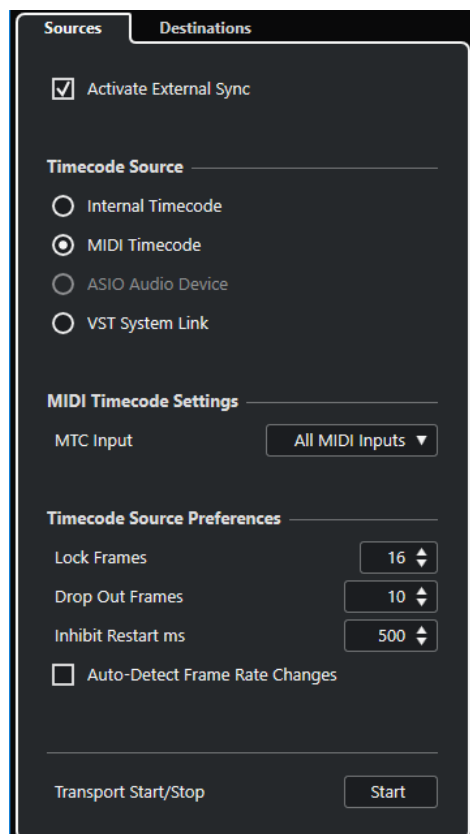 Sources Destinations
Activate External Sync
Timecode Source
Internal Timecode
MIDI Timecode
ASIO Audio Device
VST System Link
MIDI Timecode Settings
MTC Input All MIDI Inputs
Timecode Source Preferences
Lock Frames 16
Drop Out Frames 10
Inhibit Restart ms 500
Auto-Detect Frame Rate Changes
Transport Start/Stop Start